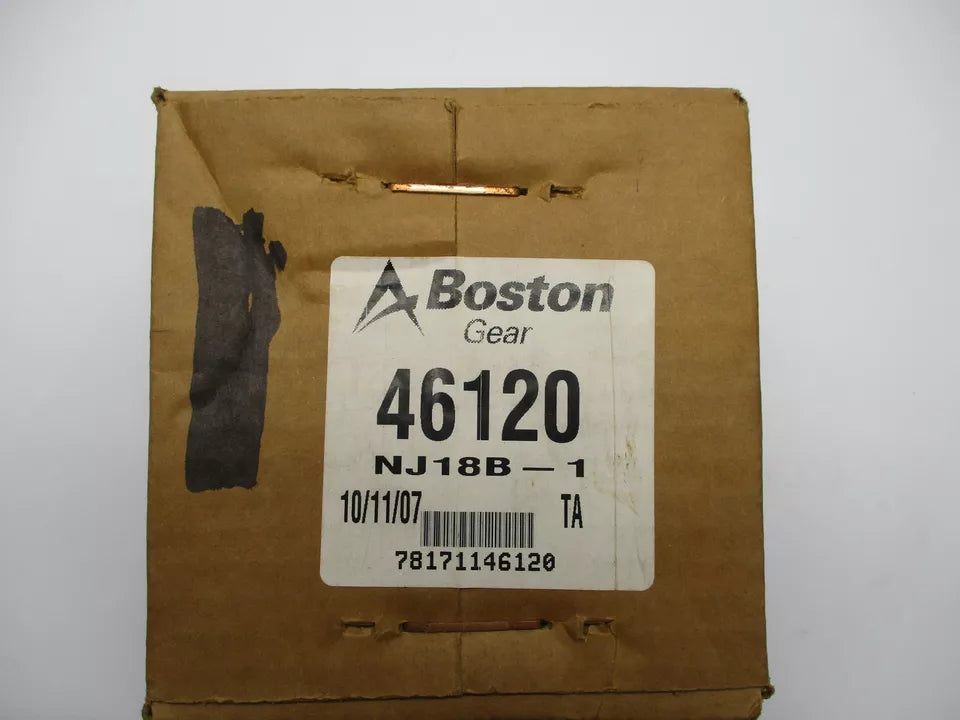 Boston
Gear
46120
NJ18B - 1
10/11/07 TA
78171146120